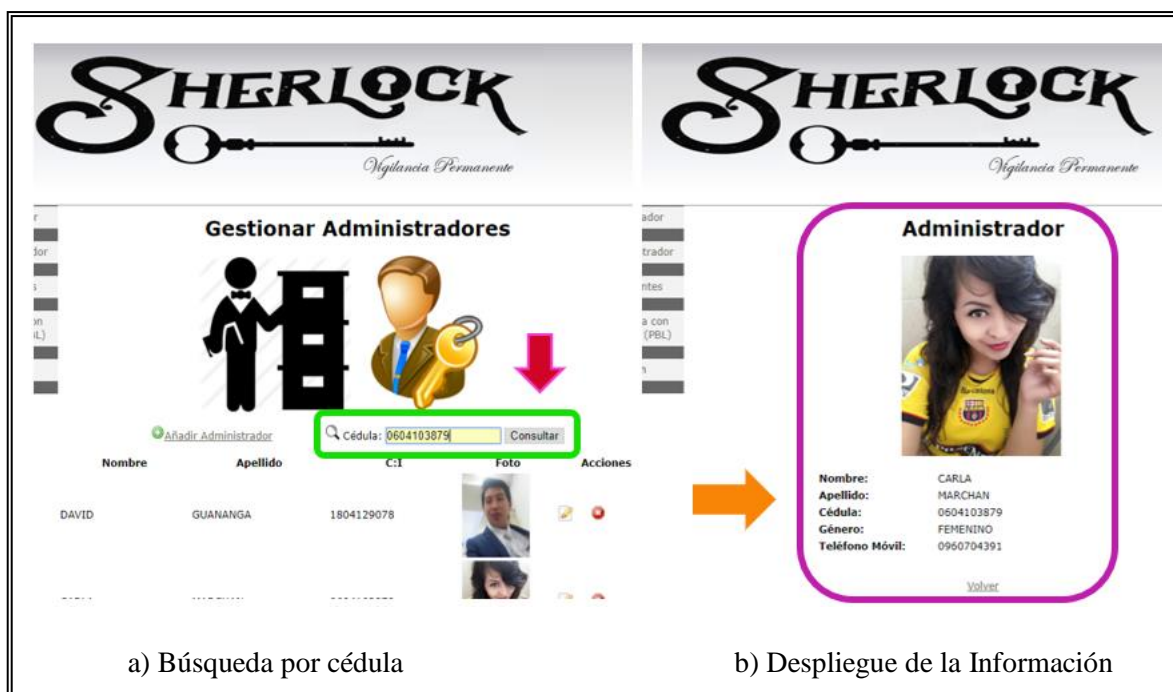 SHERLOCK
Vigilancia Permanente
Gestionar Administradores
Añadir Administrador
Cédula: 0604103879 Consultar
Nombre Apellido C:I Foto Acciones
DAVID GUANANGA 1804129078
a) Búsqueda por cédula
SHERLOCK
Vigilancia Permanente
Administrador
Barcelona
Nombre: CARLA
Apellido: MARCHAN
Cédula: 0604103879
Género: FEMENINO
Teléfono Móvil: 0960704391
Volver
b) Despliegue de la Información